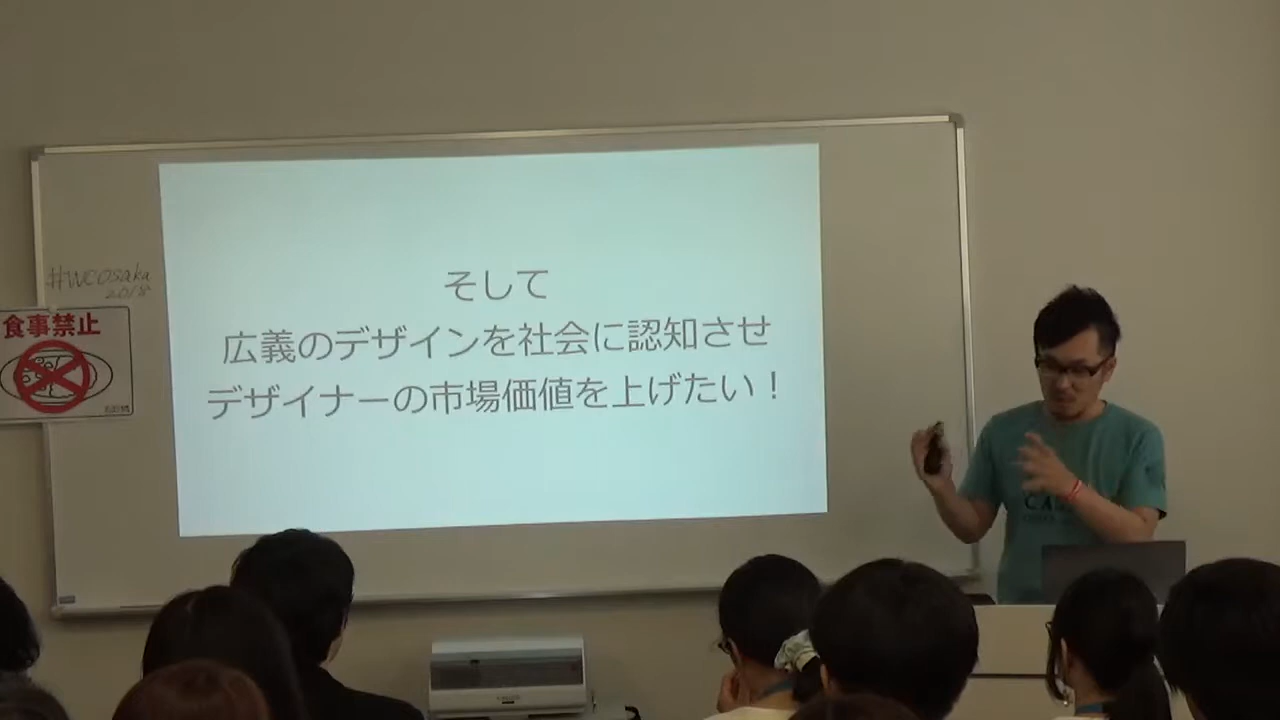 そして
広義のデザインを社会に認知させ
デザイナーの市場価値を上げたい！
#WCOsaka
2018
食事禁止